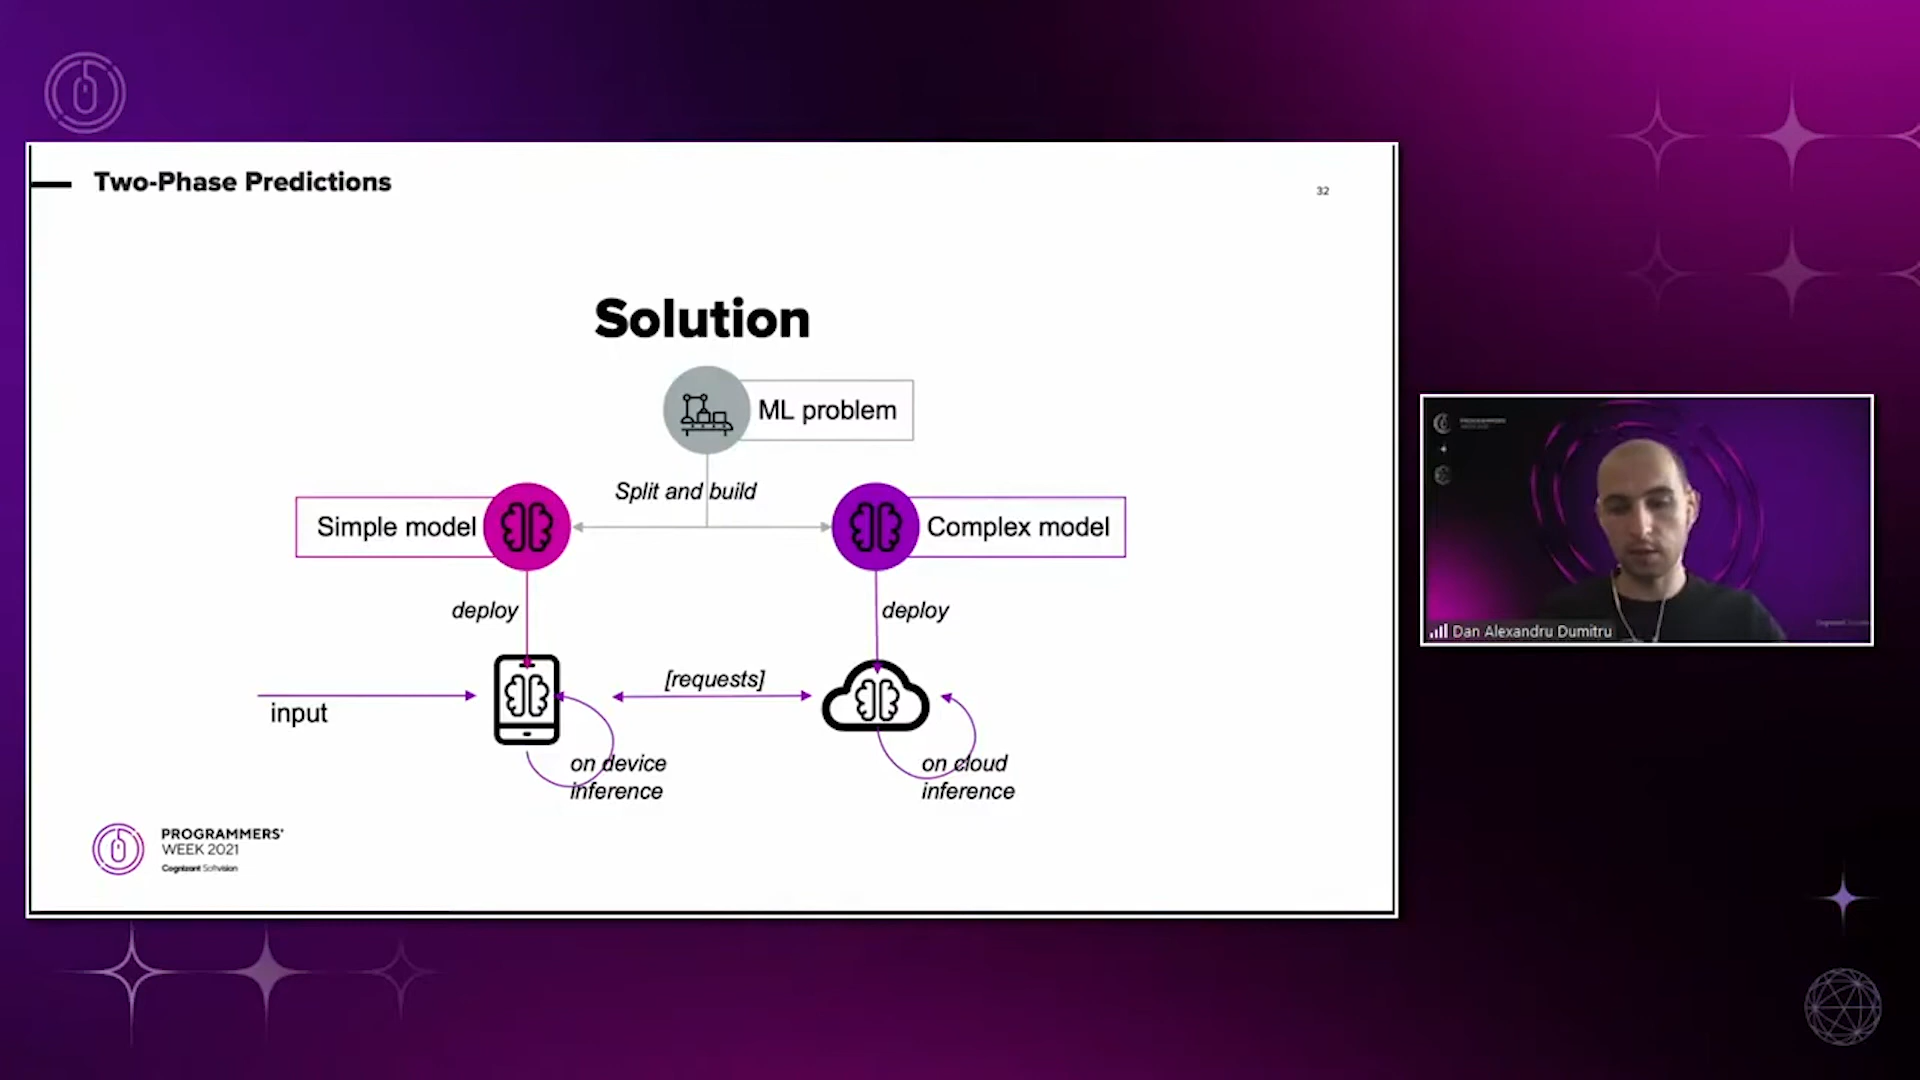 Two-Phase Predictions
32
Solution
ML problem
Split and build
Simple model
Complex model
deploy
deploy
[requests]
input
on device
inference
on cloud
inference
PROGRAMMERS'
WEEK 2021
Cognizant Softvision
Dan Alexandru Dumitru